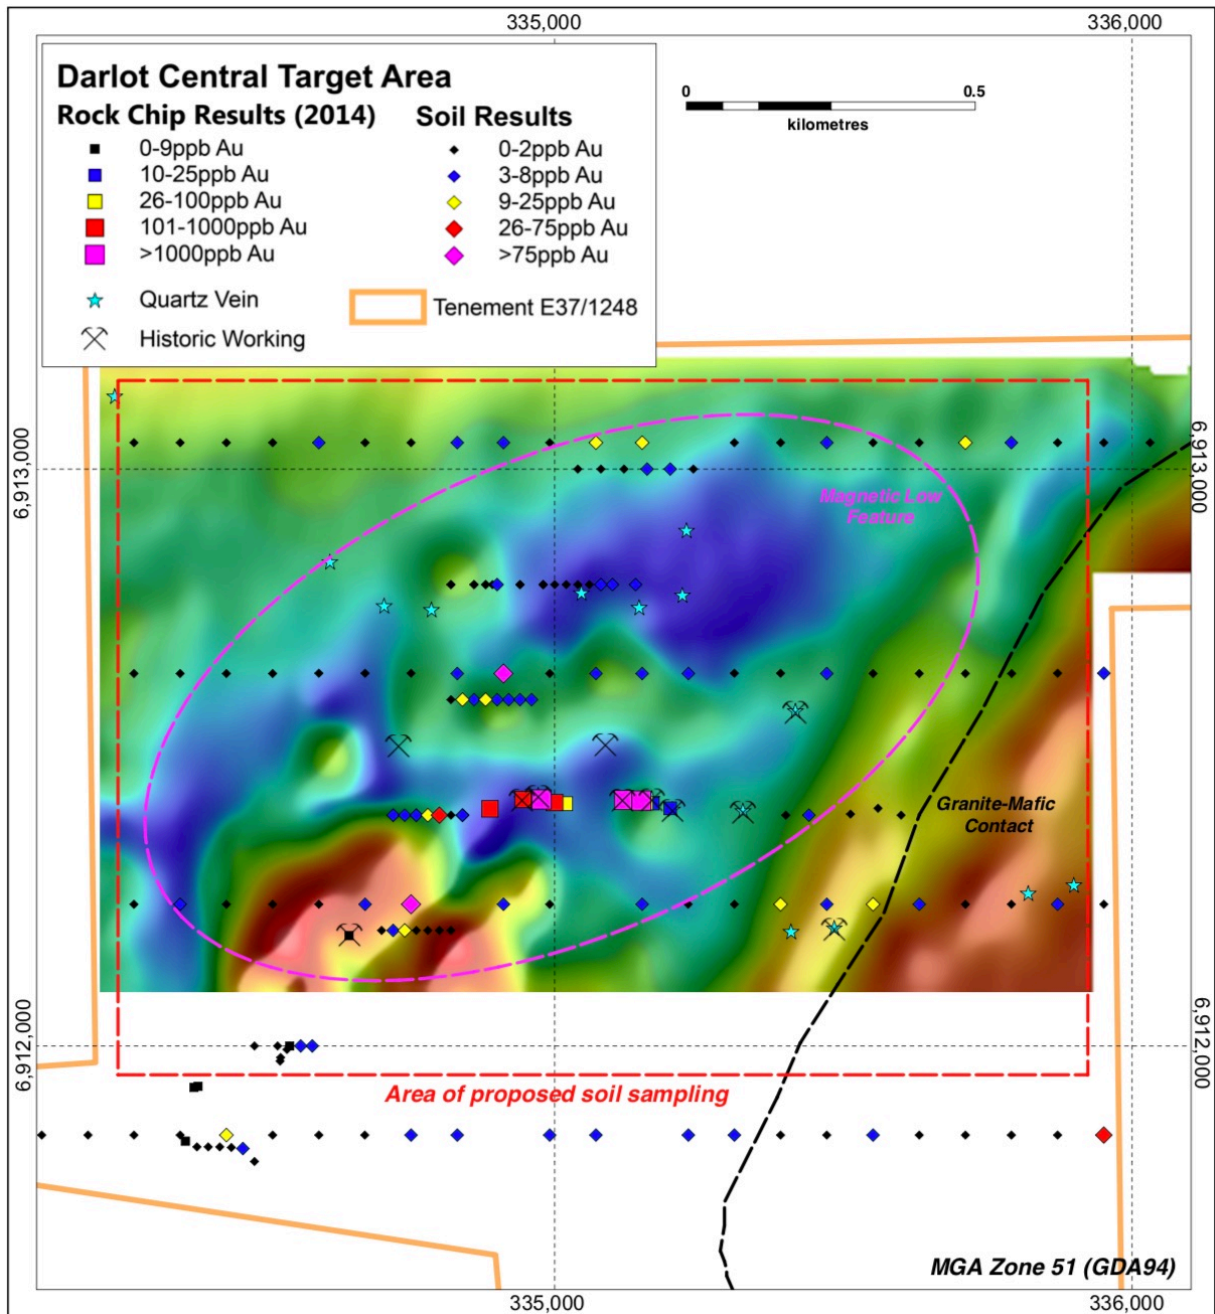 335,000
336,000
Darlot Central Target Area
Rock Chip Results (2014)
0-9ppb Au
10-25ppb Au
26-100ppb Au
101-1000ppb Au
>1000ppb Au
Quartz Vein
Historic Working
Soil Results
0-2ppb Au
3-8ppb Au
9-25ppb Au
26-75ppb Au
>75ppb Au
Tenement E37/1248
0
0.5
kilometres
6,913,000
6,913,000
Magnetic Low
Feature
Granite-Mafic
Contact
6,912,000
6,912,000
Area of proposed soil sampling
MGA Zone 51 (GDA94)
335,000
336,000